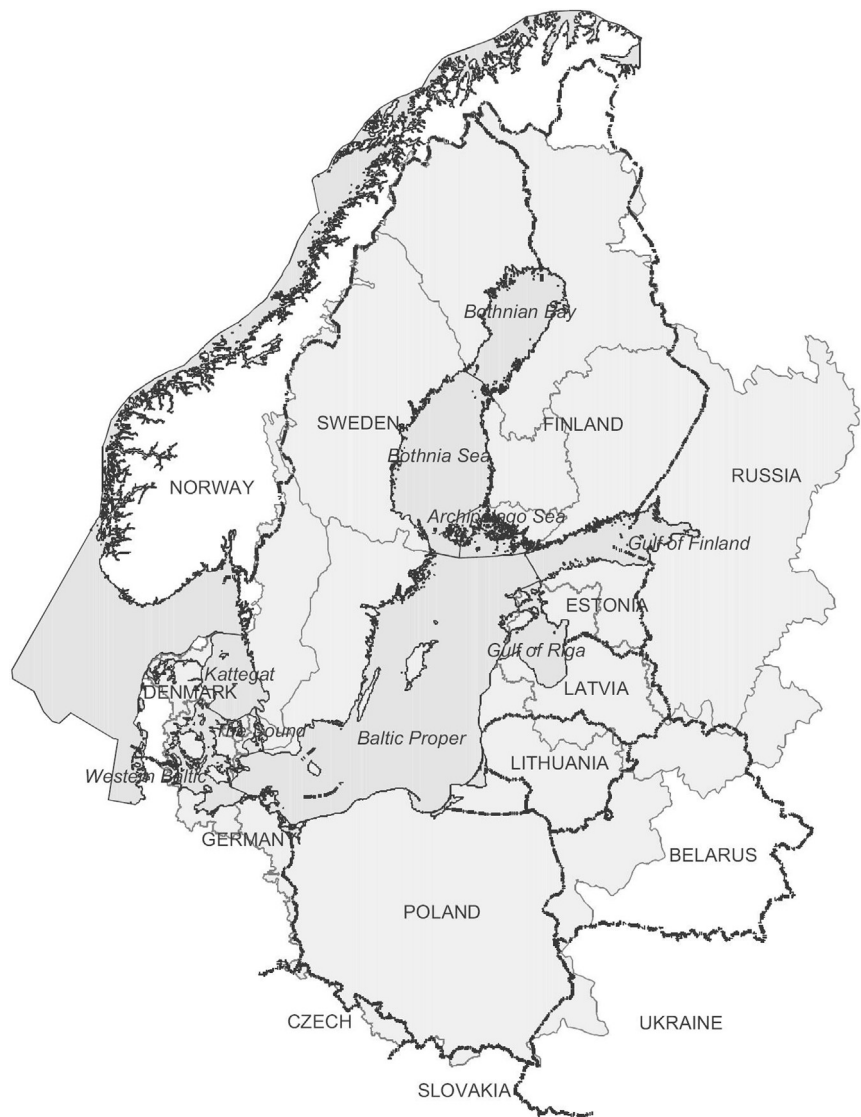 Bothnian Bay
SWEDEN
FINLAND
Bothnia Sea
RUSSIA
NORWAY
Archipelago Sea
Gulf of Finland
ESTONIA
Gulf of Riga
Kattegat
DENMARK
LATVIA
The Sound
Baltic Proper
LITHUANIA
Western Baltic
GERMANY
BELARUS
POLAND
CZECH
UKRAINE
SLOVAKIA